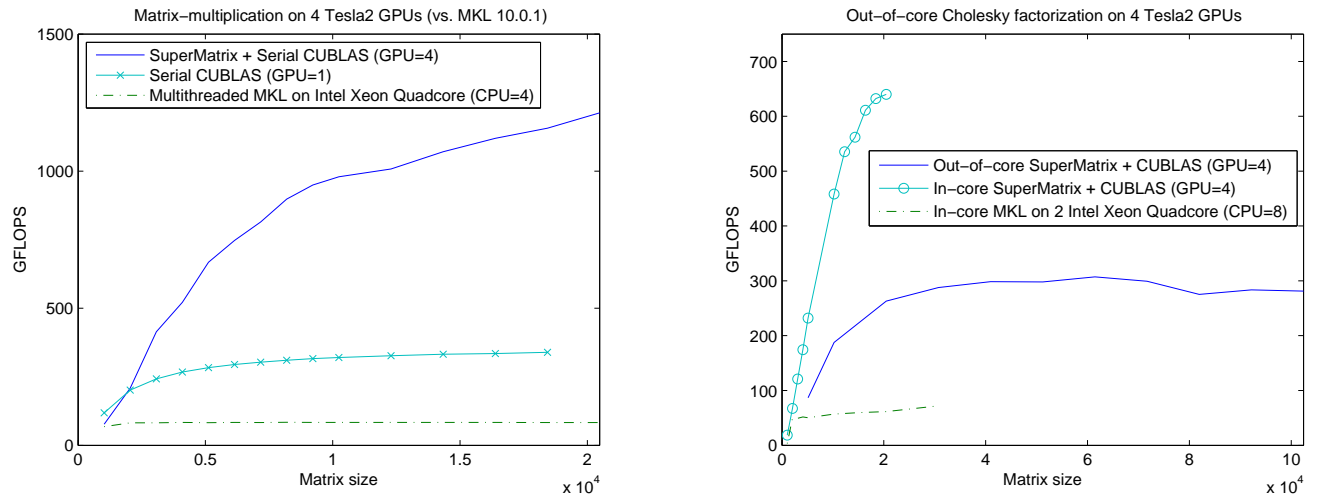 Matrix−multiplication on 4 Tesla2 GPUs (vs. MKL 10.0.1)
1500
1000
500
0
GFLOPS
SuperMatrix + Serial CUBLAS (GPU=4)
Serial CUBLAS (GPU=1)
Multithreaded MKL on Intel Xeon Quadcore (CPU=4)
0 0.5 1 1.5 2
Matrix size
x 10^4
Out−of−core Cholesky factorization on 4 Tesla2 GPUs
700
600
500
400
300
200
100
0
GFLOPS
Out−of−core SuperMatrix + CUBLAS (GPU=4)
In−core SuperMatrix + CUBLAS (GPU=4)
In−core MKL on 2 Intel Xeon Quadcore (CPU=8)
0 2 4 6 8 10
Matrix size
x 10^4